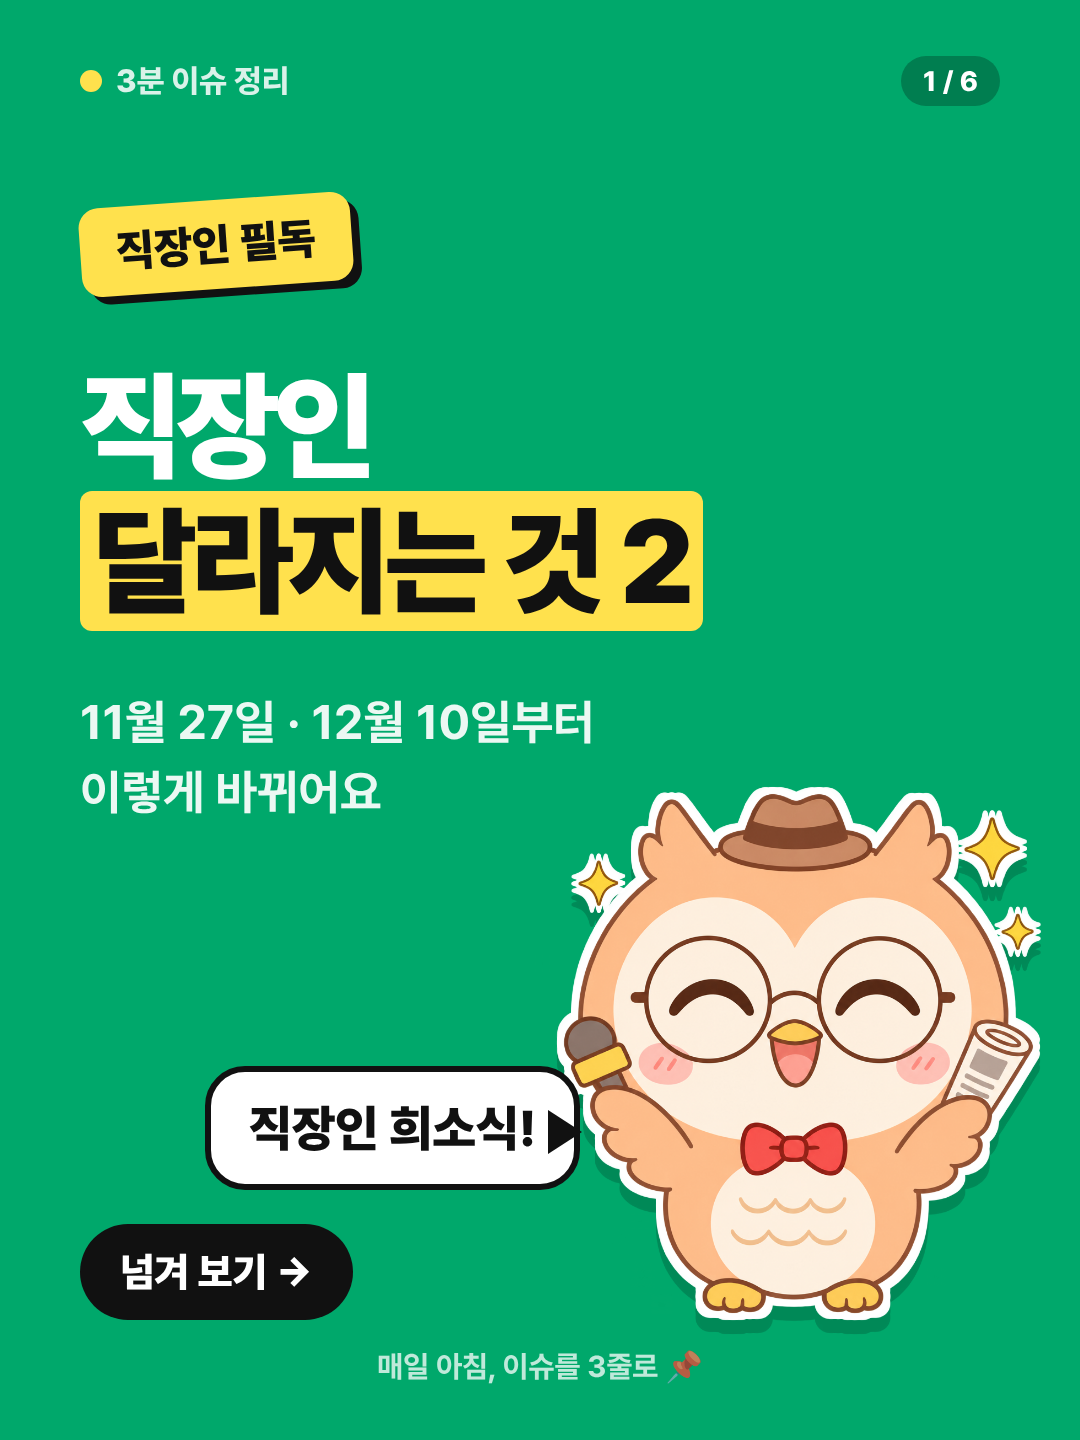 3분 이슈 정리
1 / 6
직장인 필독
직장인
달라지는 것 2
11월 27일 · 12월 10일부터
이렇게 바뀌어요
직장인 희소식!
넘겨 보기 →
매일 아침, 이슈를 3줄로 📌